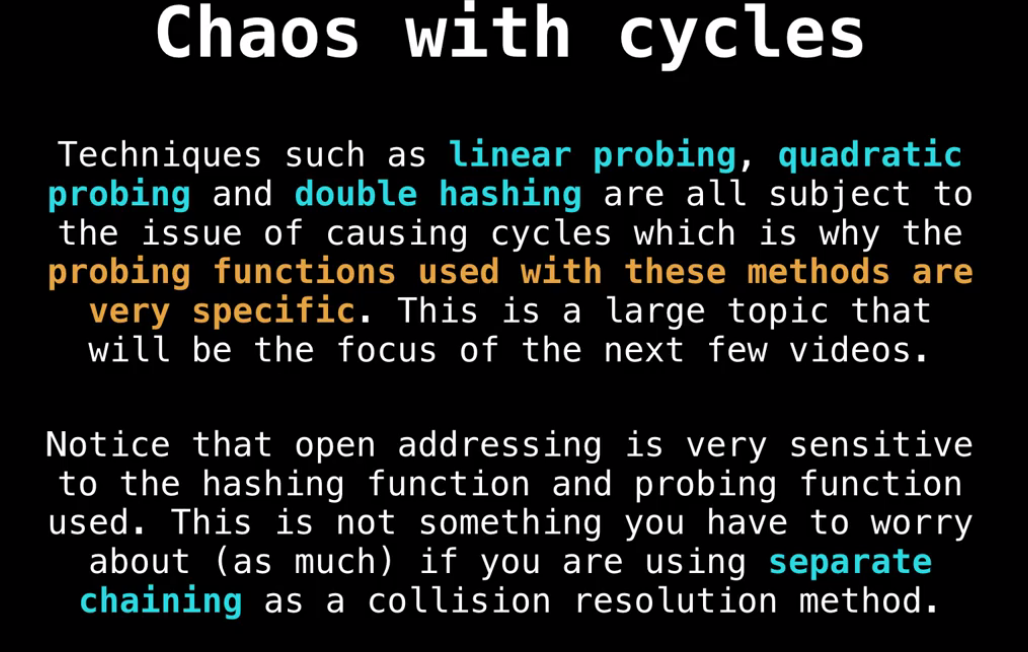 Chaos with cycles
Techniques such as linear probing, quadratic
probing and double hashing are all subject to
the issue of causing cycles which is why the
probing functions used with these methods are
very specific. This is a large topic that
will be the focus of the next few videos.
Notice that open addressing is very sensitive
to the hashing function and probing function
used. This is not something you have to worry
about (as much) if you are using separate
chaining as a collision resolution method.